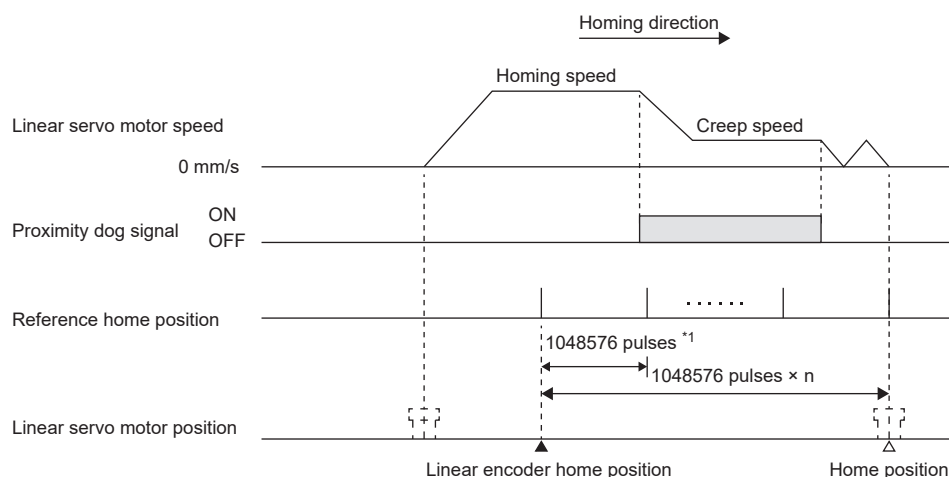 Homing direction
Homing speed
Linear servo motor speed
Creep speed
0 mm/s
ON
Proximity dog signal
OFF
Reference home position
1048576 pulses *1
1048576 pulses × n
Linear servo motor position
Linear encoder home position
Home position